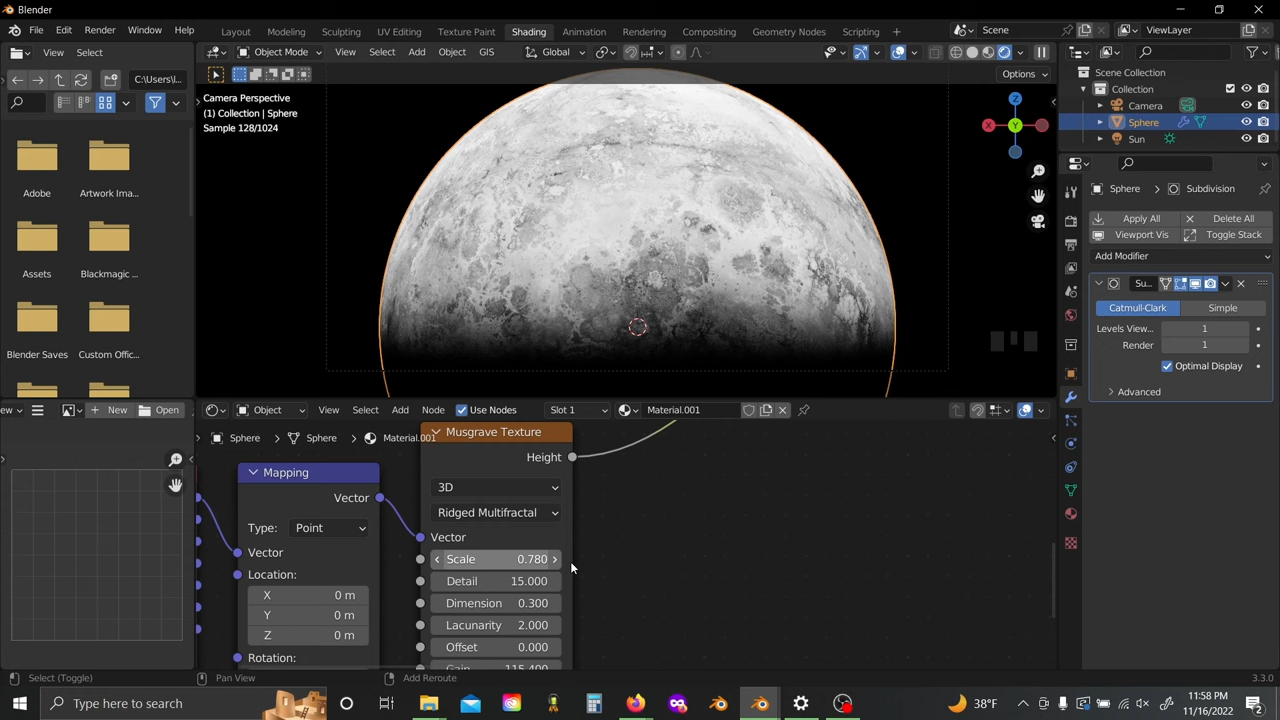 Blender
File Edit Render Window Help Layout Modeling Sculpting UV Editing Texture Paint Shading Animation Rendering Compositing Geometry Nodes Scripting + Scene ViewLayer
View Select Object Mode View Select Add Object GIS Global
C:\Users\l... Options
Camera Perspective
(1) Collection | Sphere
Sample 128/1024
Z
X Y
Adobe Artwork Ima...
Assets Blackmagic ...
Blender Saves Custom Offic...
Scene Collection
Collection
Camera
Sphere
Sun
Sphere > Subdivision
Apply All Delete All
Viewport Vis Toggle Stack
Add Modifier
Su...
Catmull-Clark Simple
Levels View... 1
Render 1
Optimal Display
Advanced
ew New Open Object View Select Add Node Use Nodes Slot 1 Material.001
Sphere > Sphere > Material.001
Musgrave Texture
Height
3D
Ridged Multifractal
Vector
Scale 0.780
Detail 15.000
Dimension 0.300
Lacunarity 2.000
Offset 0.000
Gain 115.400
Mapping
Vector
Type: Point
Vector
Location:
X 0 m
Y 0 m
Z 0 m
Rotation:
Select (Toggle) Pan View Add Reroute 3.3.0
Type here to search 38°F 11:58 PM
11/16/2022 2